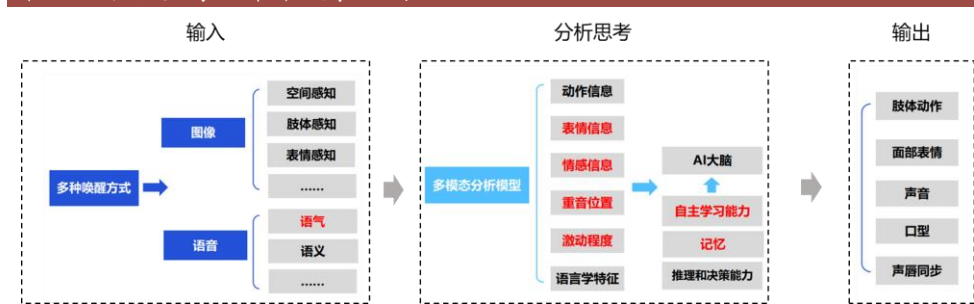 输入
分析思考
输出
多种唤醒方式
图像
空间感知
肢体感知
表情感知
......
语音
语气
语义
......
多模态分析模型
动作信息
表情信息
情感信息
重音位置
激动程度
语言学特征
AI大脑
自主学习能力
记忆
推理和决策能力
肢体动作
面部表情
声音
口型
声唇同步